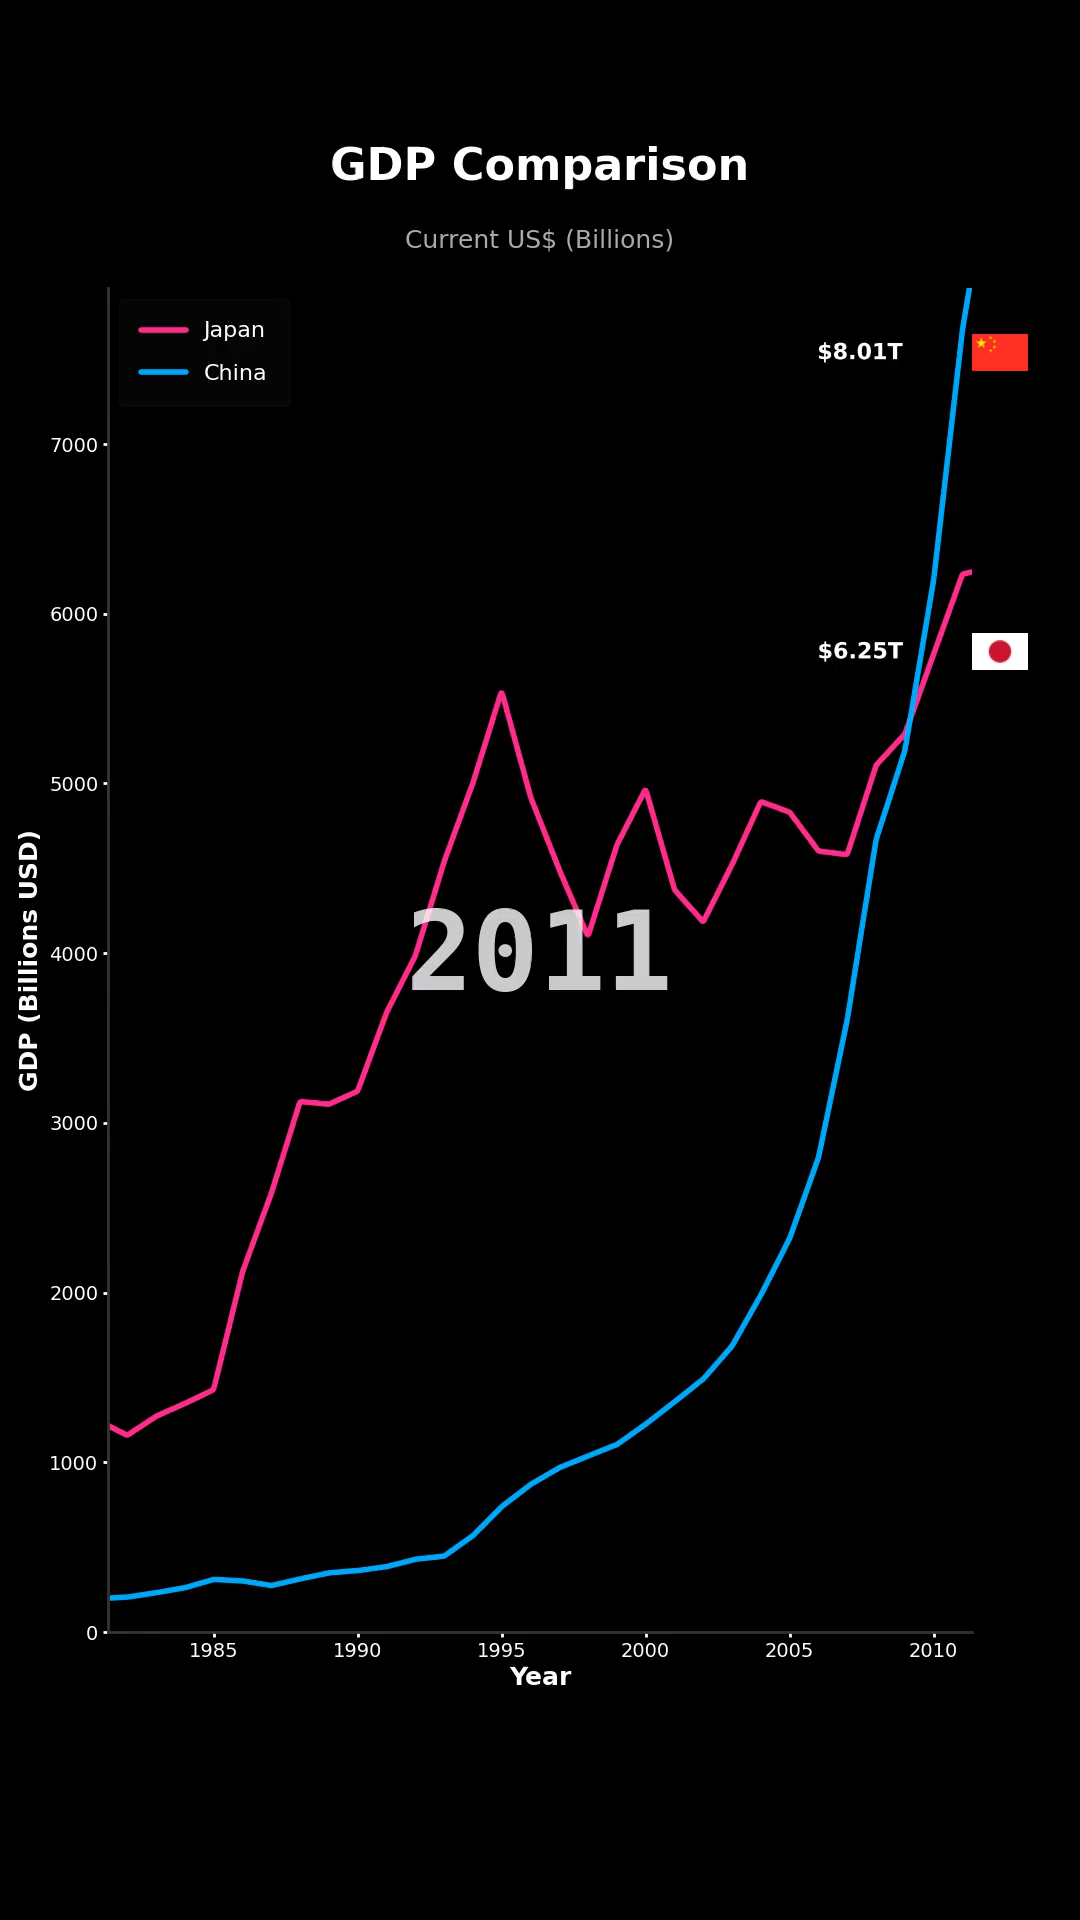 GDP Comparison
Current US$ (Billions)
Japan
China
$8.01T
$6.25T
2011
GDP (Billions USD)
7000
6000
5000
4000
3000
2000
1000
0
1985 1990 1995 2000 2005 2010
Year